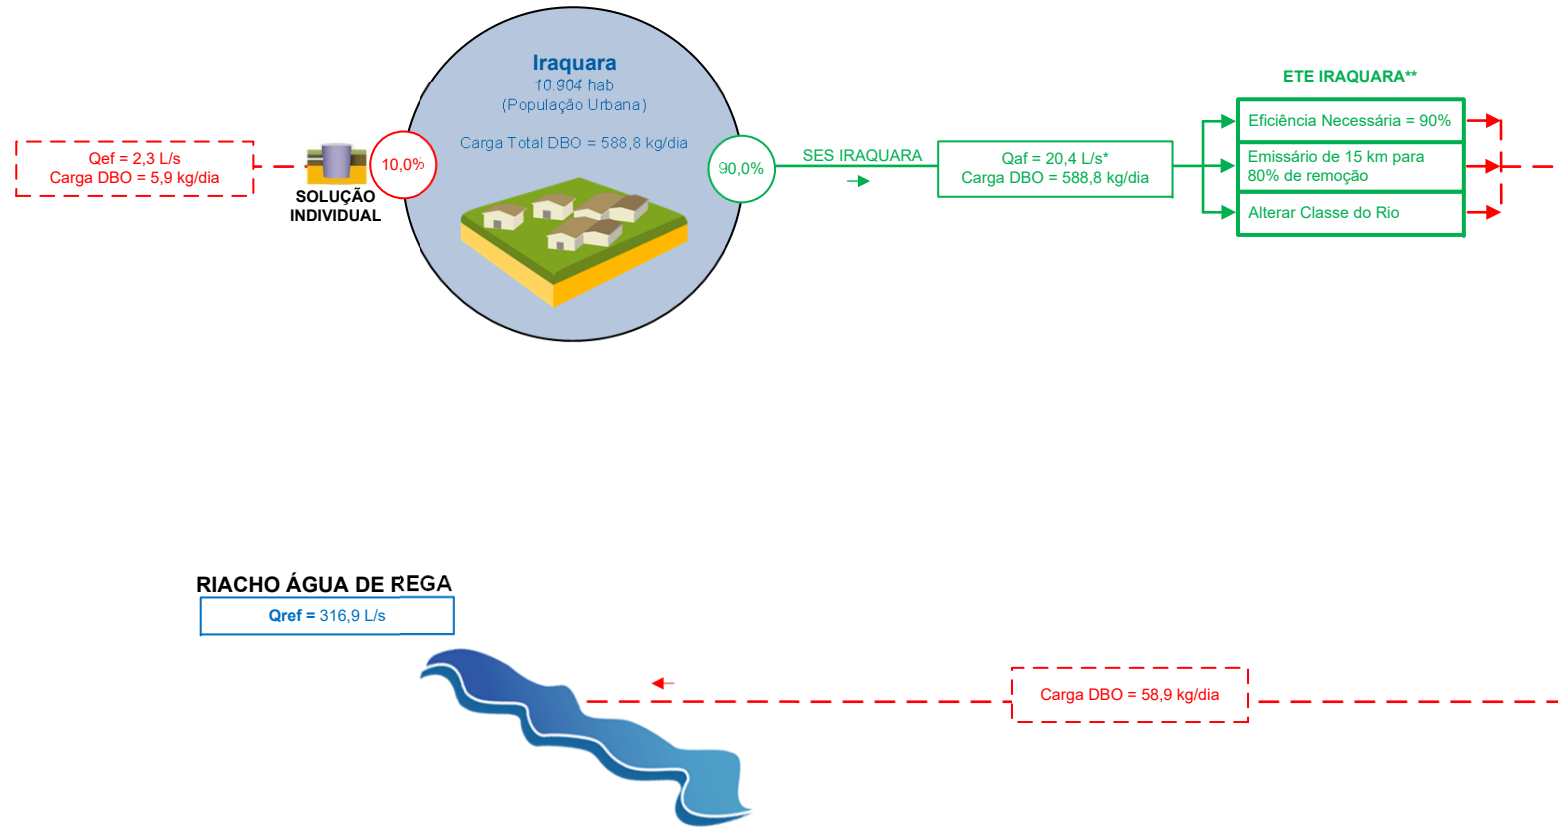 Iraquara
10.904 hab
(População Urbana)
Carga Total DBO = 588,8 kg/dia
Qef = 2,3 L/s
Carga DBO = 5,9 kg/dia
SOLUÇÃO
INDIVIDUAL
10,0%
90,0%
SES IRAQUARA
Qaf = 20,4 L/s*
Carga DBO = 588,8 kg/dia
ETE IRAQUARA**
Eficiência Necessária = 90%
Emissário de 15 km para
80% de remoção
Alterar Classe do Rio
RIACHO ÁGUA DE REGA
Qref = 316,9 L/s
Carga DBO = 58,9 kg/dia